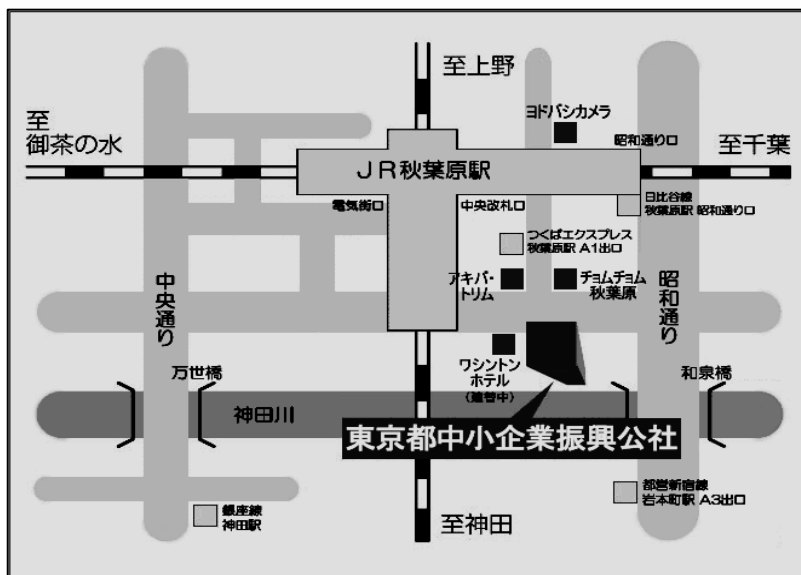 至上野
ヨドバシカメラ
昭和通り口
至
御茶の水
至千葉
JR秋葉原駅
電気街口
中央改札口
日比谷線
秋葉原駅 昭和通り口
つくばエクスプレス
秋葉原駅 A1出口
アキバ・
トリム
チョムチョム
秋葉原
中央通り
昭和通り
万世橋
ワシントン
ホテル
(建替中)
和泉橋
神田川
東京都中小企業振興公社
都営新宿線
岩本町駅 A3出口
銀座線
神田駅
至神田